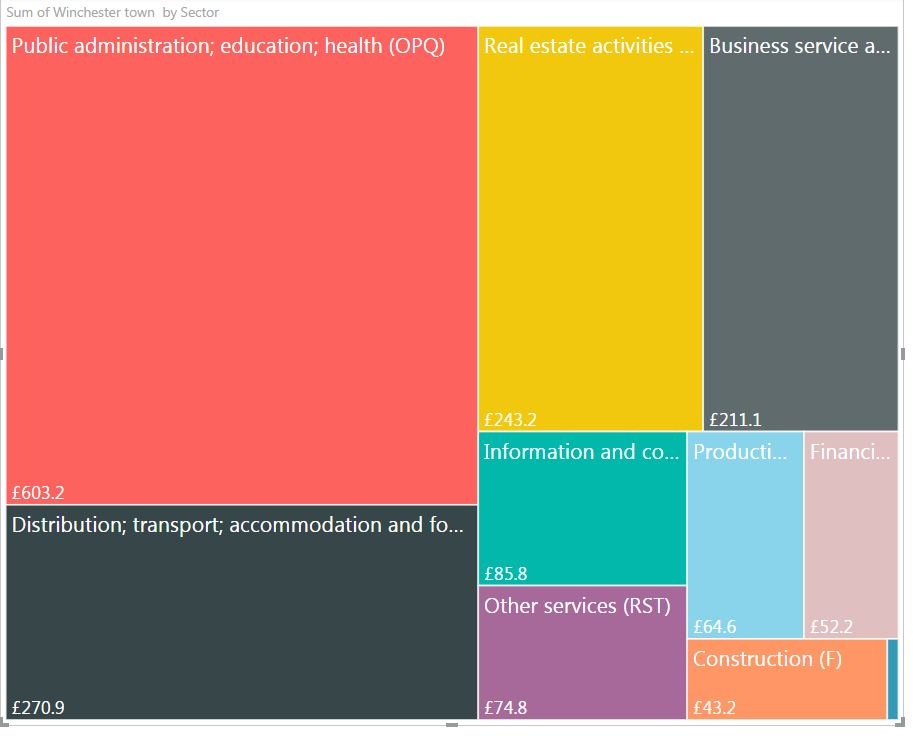 Sum of Winchester town by Sector
Public administration; education; health (OPQ)
£603.2
Distribution; transport; accommodation and fo...
£270.9
Real estate activities ...
£243.2
Business service a...
£211.1
Information and co...
£85.8
Other services (RST)
£74.8
Producti...
£64.6
Financi...
£52.2
Construction (F)
£43.2